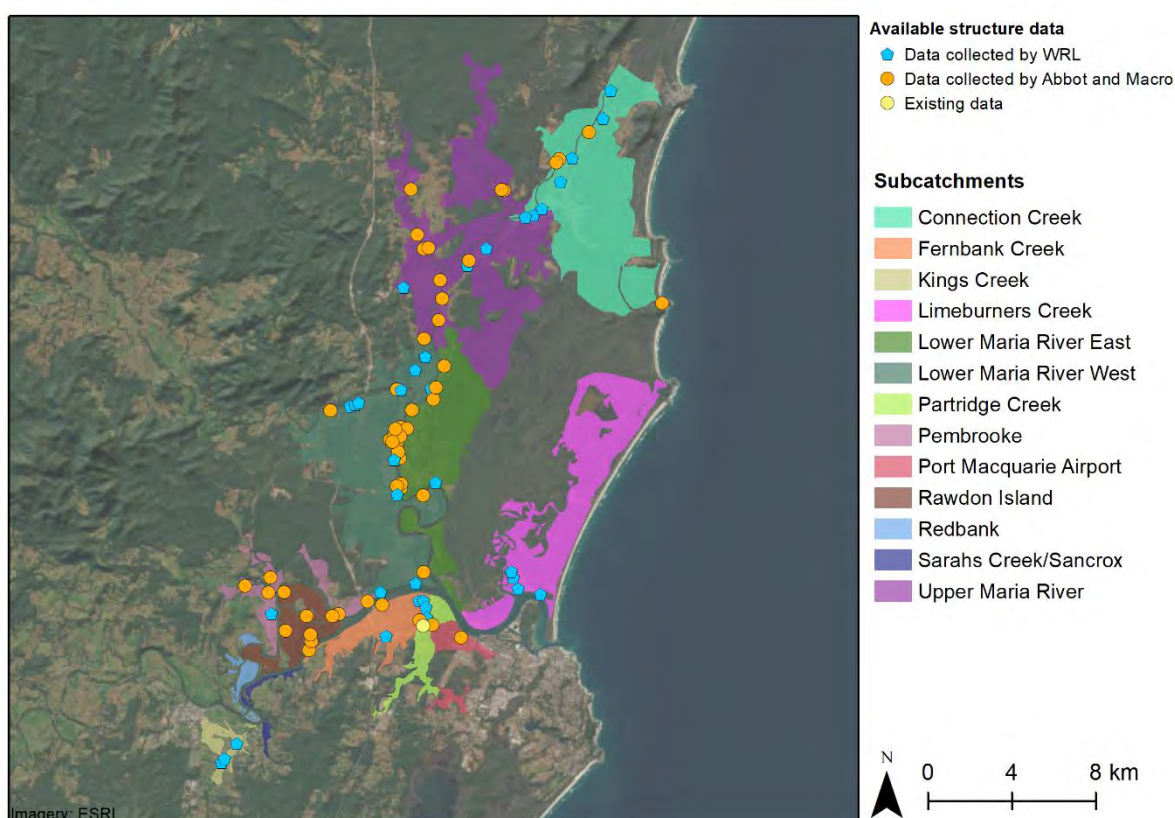 Available structure data
Data collected by WRL
Data collected by Abbot and Macro
Existing data
Subcatchments
Connection Creek
Fernbank Creek
Kings Creek
Limeburners Creek
Lower Maria River East
Lower Maria River West
Partridge Creek
Pembrooke
Port Macquarie Airport
Rawdon Island
Redbank
Sarahs Creek/Sancrox
Upper Maria River
N
0 4 8 km
Imagery: ESRI